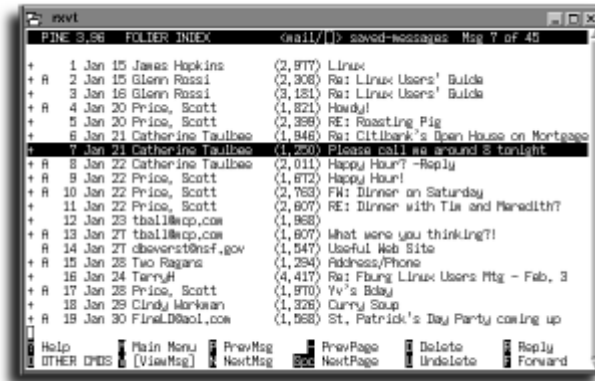 rxvt
PINE 3.96 FOLDER INDEX <mail/[]> saved-messages Msg 7 of 45
+ 1 Jan 15 James Hopkins (2,977) Linux
+ A 2 Jan 15 Glenn Rossi (2,308) Re: Linux Users' Guide
+ 3 Jan 16 Glenn Rossi (3,181) Re: Linux Users' Guide
+ A 4 Jan 20 Price, Scott (1,821) Howdy!
+ 5 Jan 20 Price, Scott (2,399) RE: Roasting Pig
+ 6 Jan 21 Catherine Taulbee (1,946) Re: Citibank's Open House on Mortgage
+ 7 Jan 21 Catherine Taulbee (1,250) Please call me around 8 tonight
+ A 8 Jan 22 Catherine Taulbee (2,011) Happy Hour? -Reply
+ A 9 Jan 22 Price, Scott (1,672) Happy Hour!
+ A 10 Jan 22 Price, Scott (2,763) FW: Dinner on Saturday
+ 11 Jan 22 Price, Scott (2,607) RE: Dinner with Tim and Meredith?
+ 12 Jan 23 tball@mcp.com (1,968)
+ A 13 Jan 27 tball@mcp.com (1,607) What were you thinking?!
A 14 Jan 27 dbeverst@nsf.gov (1,547) Useful Web Site
+ A 15 Jan 28 Two Ragans (1,294) Address/Phone
+ 16 Jan 24 TerryH (4,417) Re: Fburg Linux Users Mtg - Feb. 3
+ A 17 Jan 28 Price, Scott (1,970) Yv's Bday
+ 18 Jan 29 Cindy Workman (1,326) Curry Soup
+ A 19 Jan 30 FineLD@aol.com (1,568) St. Patrick's Day Party coming up
? Help M Main Menu P PrevMsg - PrevPage D Delete R Reply
O OTHER CMDS V [ViewMsg] N NextMsg Spc NextPage U Undelete F Forward